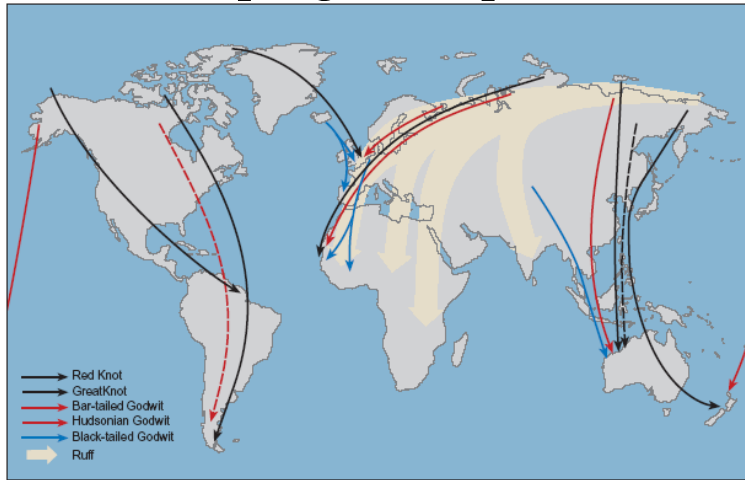 Red Knot
GreatKnot
Bar-tailed Godwit
Hudsonian Godwit
Black-tailed Godwit
Ruff